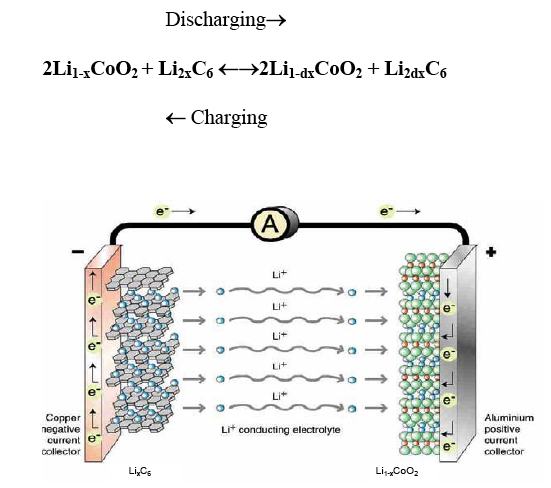 Discharging→
2Li₁₋ₓCoO₂ + Li₂ₓC₆ ←→2Li₁₋dₓCoO₂ + Li₂dₓC₆
← Charging
e⁻ → A e⁻ →
− +
Li⁺
Li⁺
Li⁺
Li⁺
Li⁺
e⁻
e⁻
e⁻
e⁻
e⁻
e⁻
e⁻
e⁻
Copper
negative
current
collector
Li⁺ conducting electrolyte
Aluminium
positive
current
collector
LiₓC₆ Li₁₋ₓCoO₂